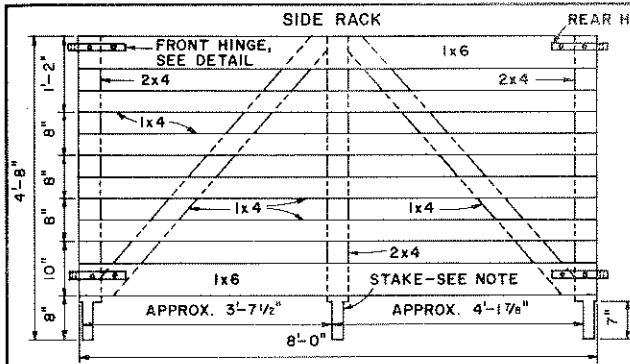 SIDE RACK
REAR H
FRONT HINGE,
SEE DETAIL
1x6
2x4
2x4
1x4
4'-8"
1'-2"
8"
8"
8"
10"
8"
1x4
1x4
2x4
1x6
STAKE-SEE NOTE
APPROX. 3'-7 1/2"
APPROX. 4'-1 7/8"
7"
8'-0"